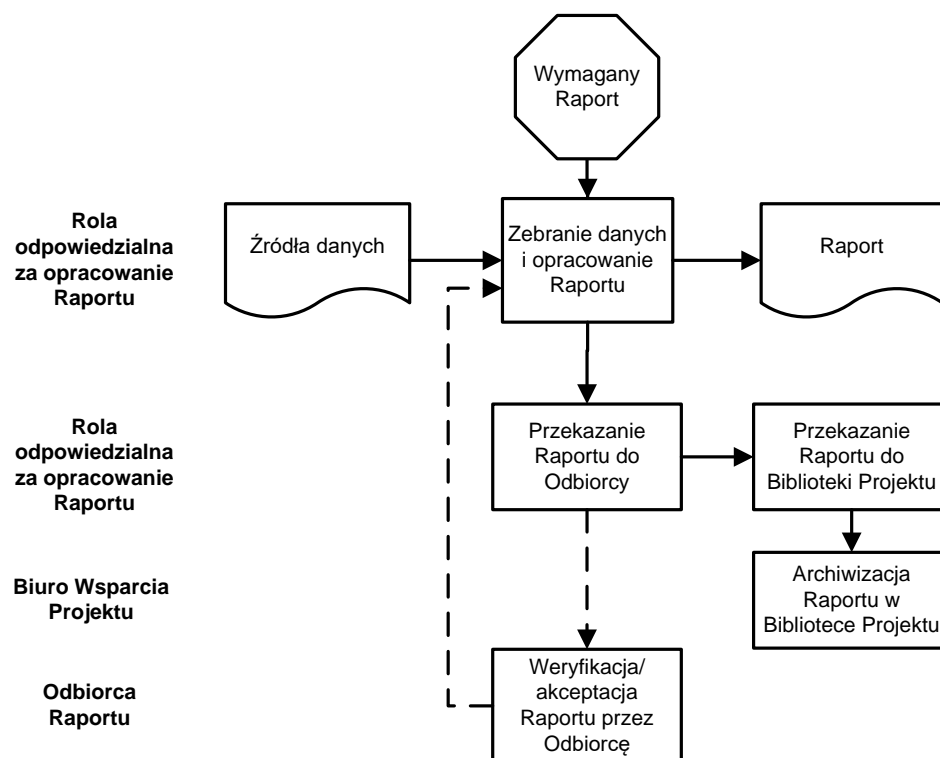 Wymagany
Raport
Rola
odpowiedzialna
za opracowanie
Raportu
Źródła danych
Zebranie danych
i opracowanie
Raportu
Raport
Rola
odpowiedzialna
za opracowanie
Raportu
Przekazanie
Raportu do
Odbiorcy
Przekazanie
Raportu do
Biblioteki Projektu
Biuro Wsparcia
Projektu
Archiwizacja
Raportu w
Bibliotece Projektu
Odbiorca
Raportu
Weryfikacja/
akceptacja
Raportu przez
Odbiorcę